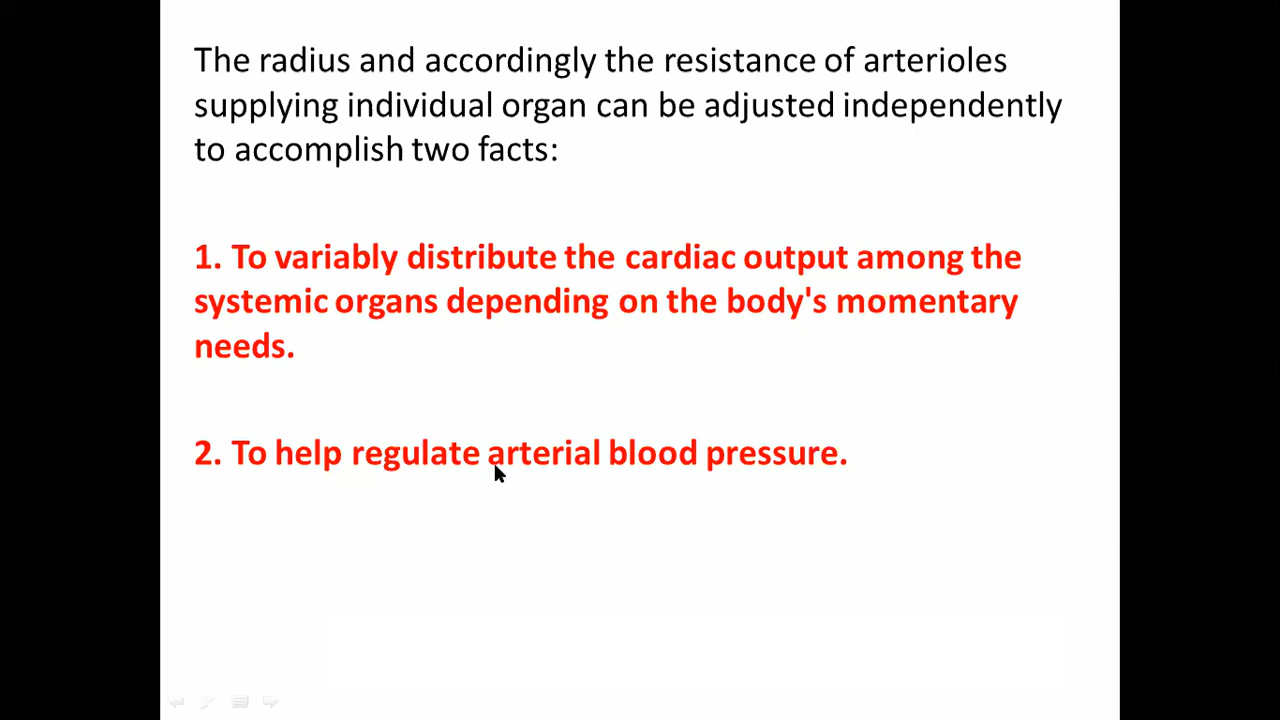 The radius and accordingly the resistance of arterioles
supplying individual organ can be adjusted independently
to accomplish two facts:
1. To variably distribute the cardiac output among the
systemic organs depending on the body's momentary
needs.
2. To help regulate arterial blood pressure.